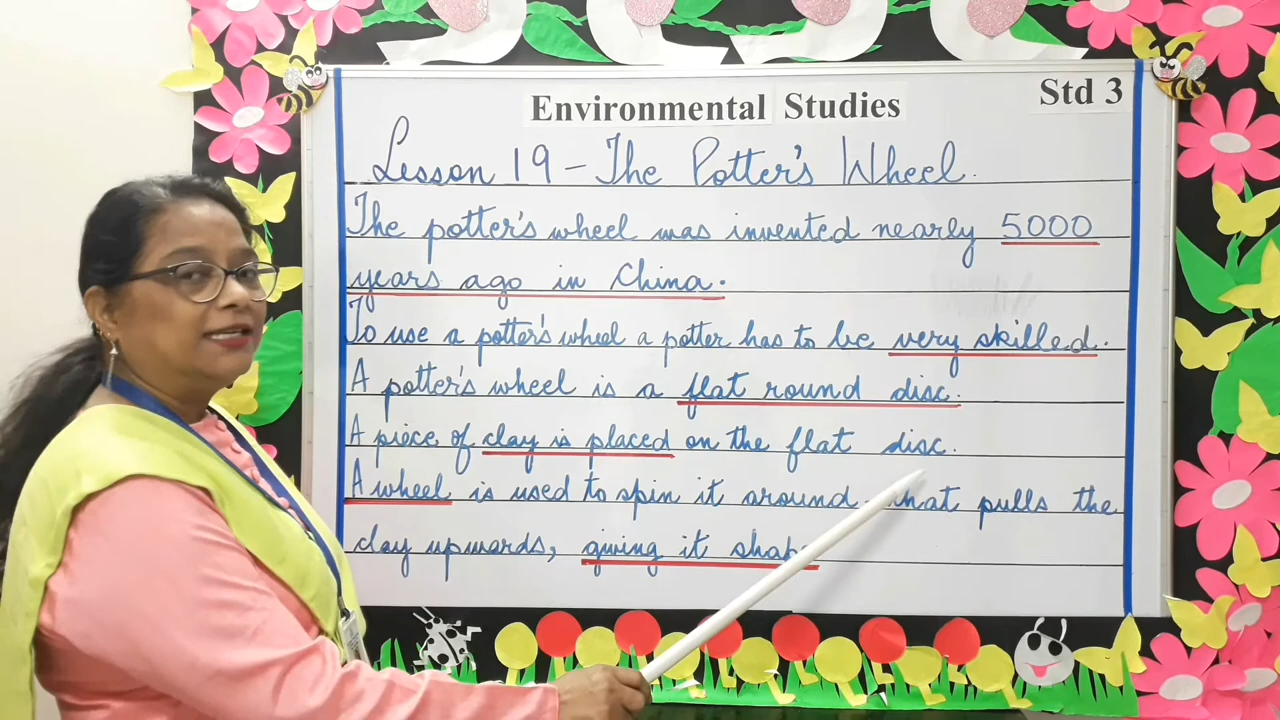 Environmental Studies
Std 3
Lesson 19 - The Potter's Wheel.
The potter's wheel was invented nearly 5000
years ago in China.
To use a potter's wheel a potter has to be very skilled.
A potter's wheel is a flat round disc.
A piece of clay is placed on the flat disc.
A wheel is used to spin it around. that pulls the
clay upwards, giving it shape